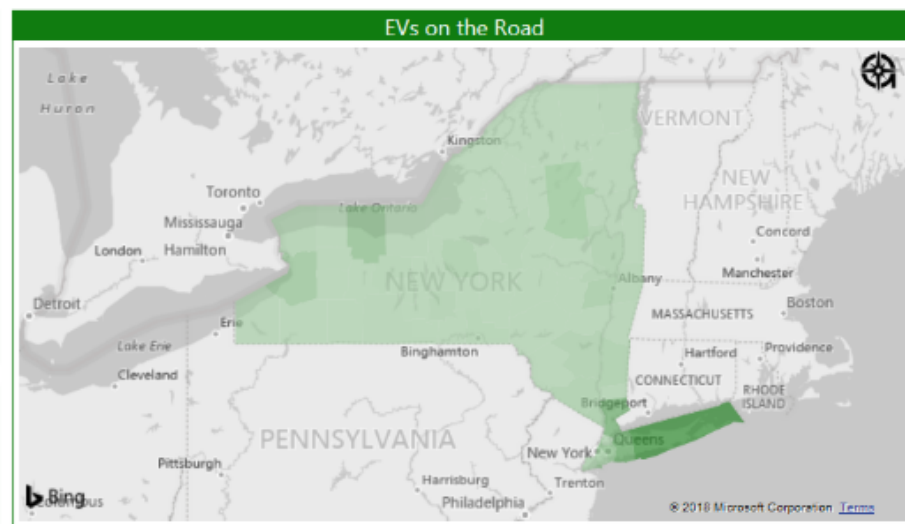 EVs on the Road
Lake
Huron
VERMONT
Kingston
NEW
HAMPSHIRE
Toronto
Lake Ontario
Mississauga
Concord
London
Hamilton
Manchester
NEW YORK
Albany
Detroit
Boston
MASSACHUSETTS
Erie
Lake Erie
Binghamton
Hartford
Providence
Cleveland
CONNECTICUT
RHODE
ISLAND
Bridgeport
PENNSYLVANIA
New York
Queens
Pittsburgh
Harrisburg
Trenton
Philadelphia
Bing
© 2018 Microsoft Corporation Terms